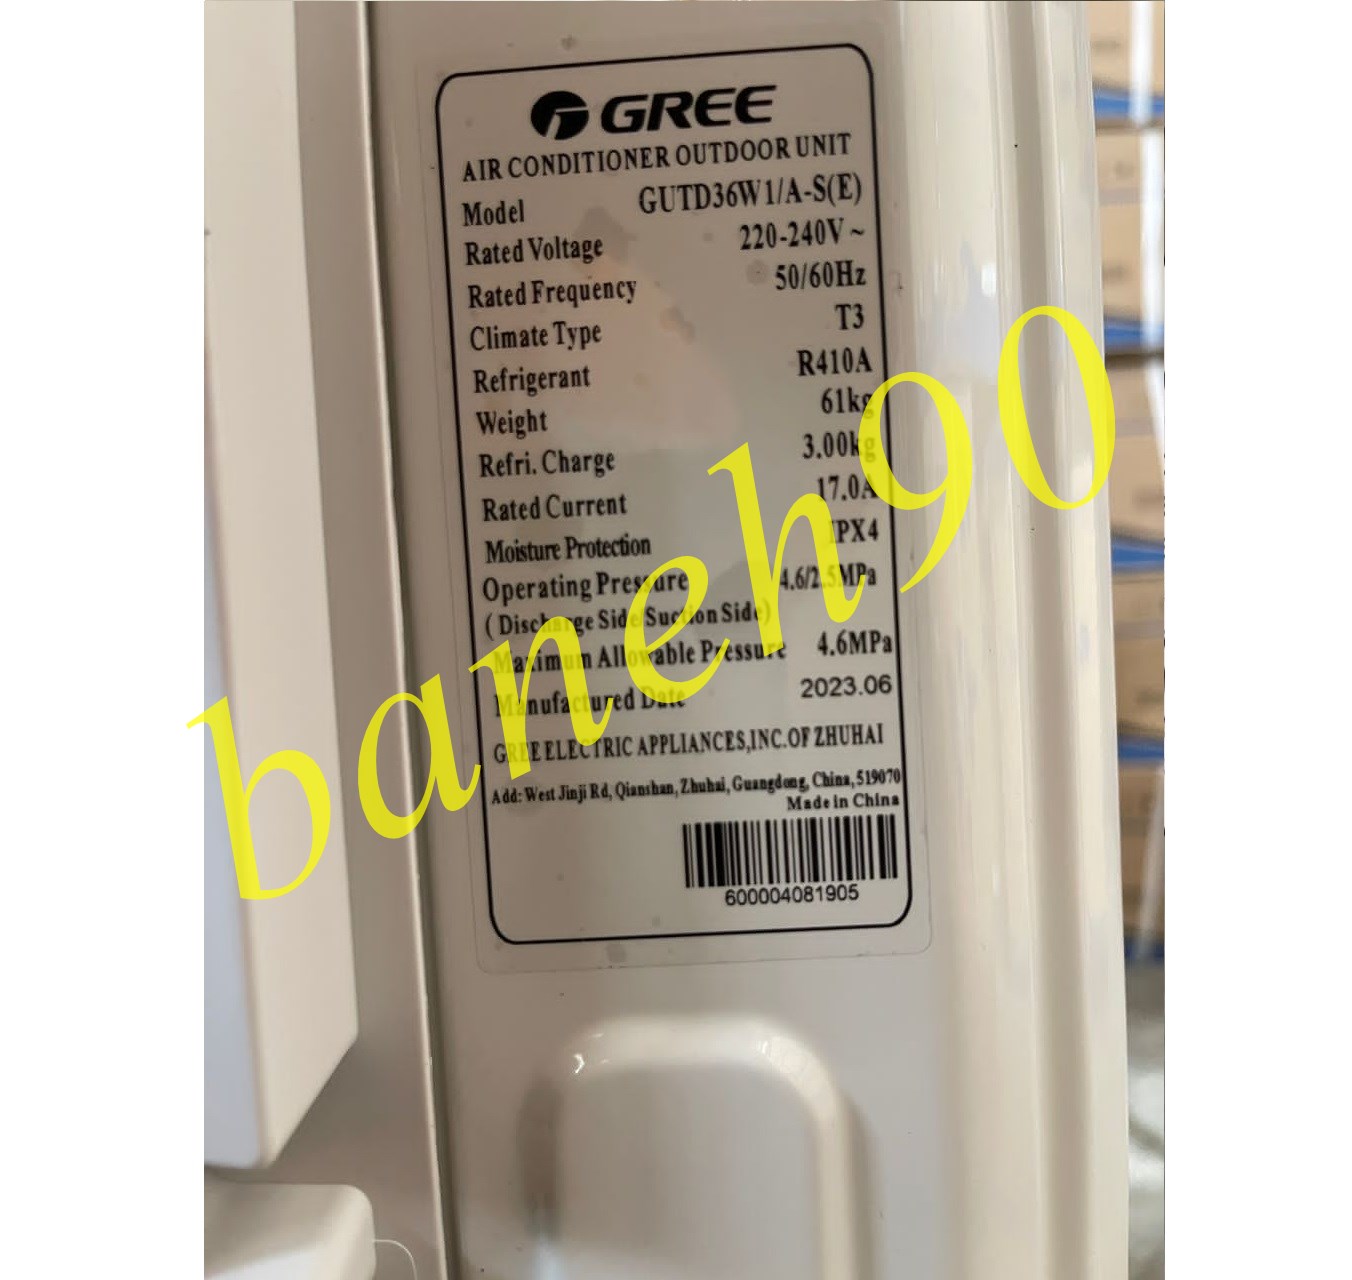 GREE
AIR CONDITIONER OUTDOOR UNIT
Model GUTD36W1/A-S(E)
Rated Voltage 220-240V ~
Rated Frequency 50/60Hz
Climate Type T3
Refrigerant R410A
Weight 61kg
Refri. Charge 3.00kg
Rated Current 17.0A
Moisture Protection IPX4
Operating Pressure 4.6/2.5MPa
( Discharge Side/Suction Side)
Maximum Allowable Pressure 4.6MPa
Manufactured Date 2023.06
GREE ELECTRIC APPLIANCES,INC.OF ZHUHAI
Add: West Jinji Rd, Qianshan, Zhuhai, Guangdong, China, 519070
Made in China
600004081905
baneh90